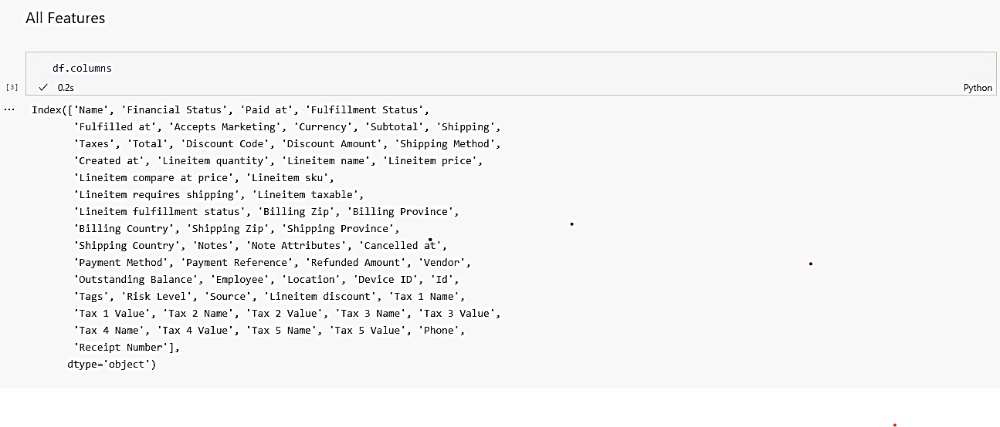 All Features
df.columns
[3] ✓ 0.2s Python
... Index(['Name', 'Financial Status', 'Paid at', 'Fulfillment Status',
'Fulfilled at', 'Accepts Marketing', 'Currency', 'Subtotal', 'Shipping',
'Taxes', 'Total', 'Discount Code', 'Discount Amount', 'Shipping Method',
'Created at', 'Lineitem quantity', 'Lineitem name', 'Lineitem price',
'Lineitem compare at price', 'Lineitem sku',
'Lineitem requires shipping', 'Lineitem taxable',
'Lineitem fulfillment status', 'Billing Zip', 'Billing Province',
'Billing Country', 'Shipping Zip', 'Shipping Province',
'Shipping Country', 'Notes', 'Note Attributes', 'Cancelled at',
'Payment Method', 'Payment Reference', 'Refunded Amount', 'Vendor',
'Outstanding Balance', 'Employee', 'Location', 'Device ID', 'Id',
'Tags', 'Risk Level', 'Source', 'Lineitem discount', 'Tax 1 Name',
'Tax 1 Value', 'Tax 2 Name', 'Tax 2 Value', 'Tax 3 Name', 'Tax 3 Value',
'Tax 4 Name', 'Tax 4 Value', 'Tax 5 Name', 'Tax 5 Value', 'Phone',
'Receipt Number'],
dtype='object')